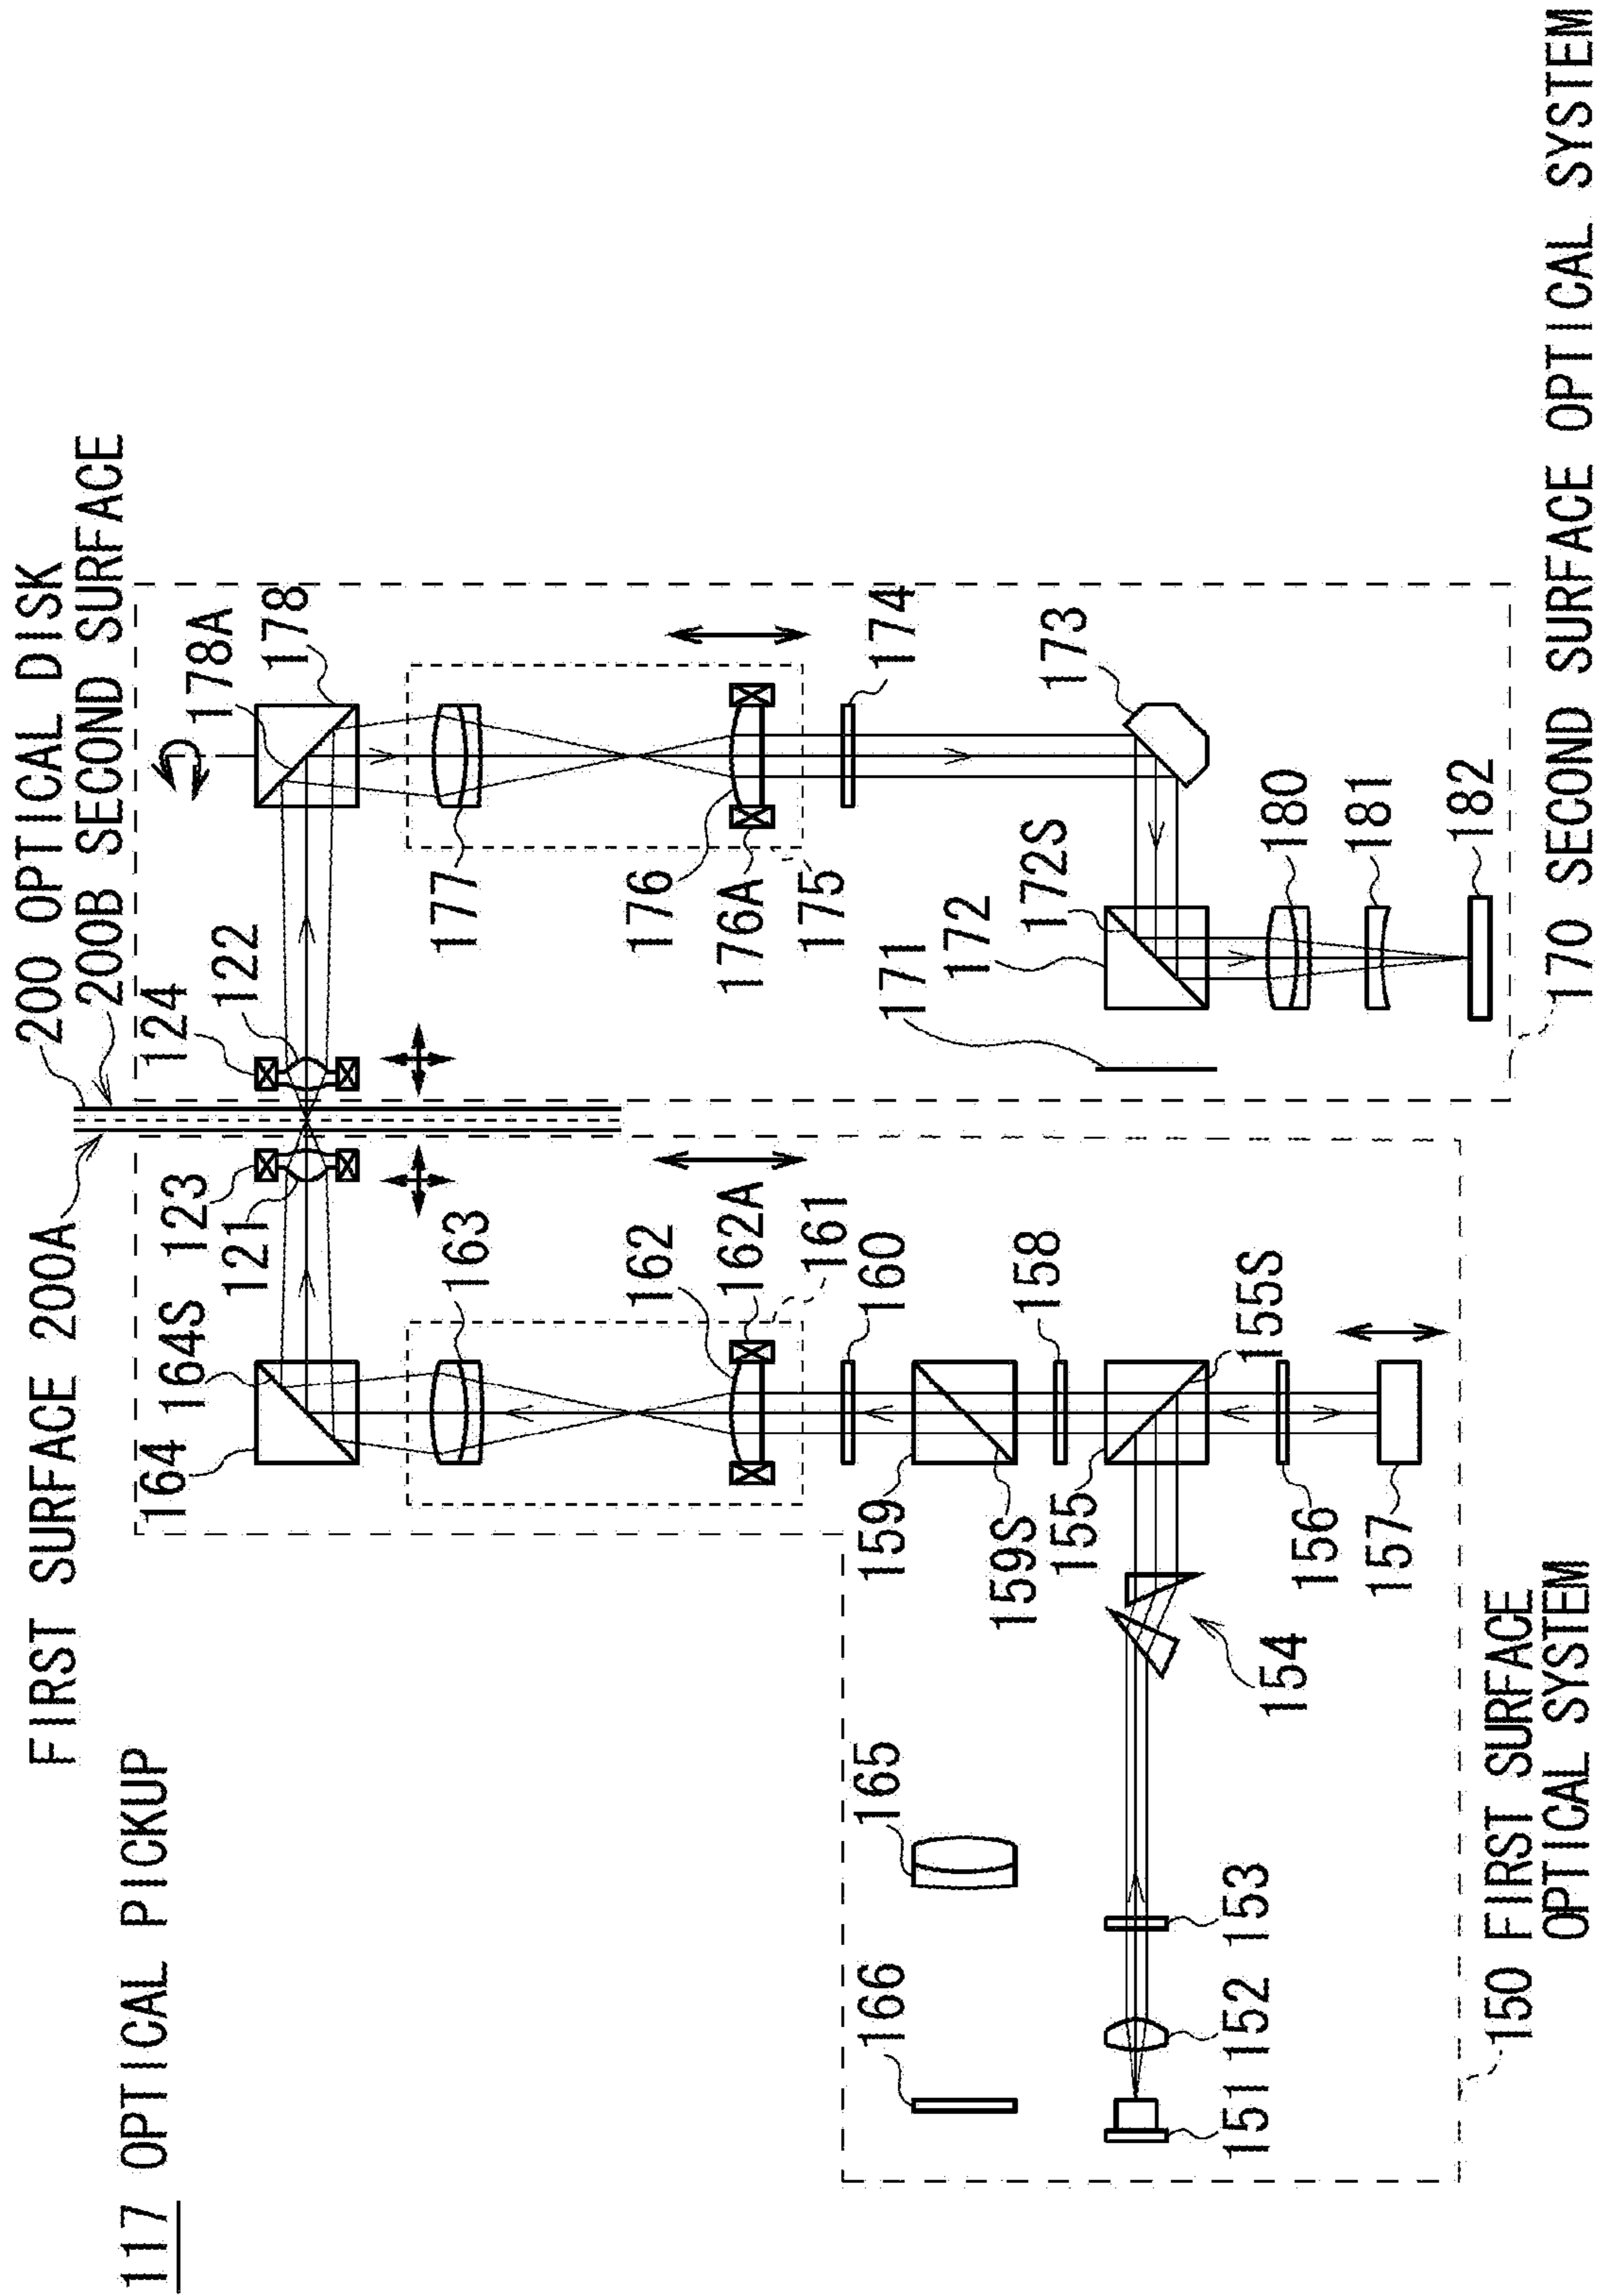 117 OPTICAL PICKUP
FIRST SURFACE 200A
200 OPTICAL DISK
200B SECOND SURFACE
164
164S
123
121
124
122
178A
178
163
177
162
162A
161
176
176A
175
160
174
159
159S
158
155
155S
156
157
154
165
166
153
152
151
171
172
172S
173
180
181
182
150 FIRST SURFACE
OPTICAL SYSTEM
170 SECOND SURFACE OPTICAL SYSTEM